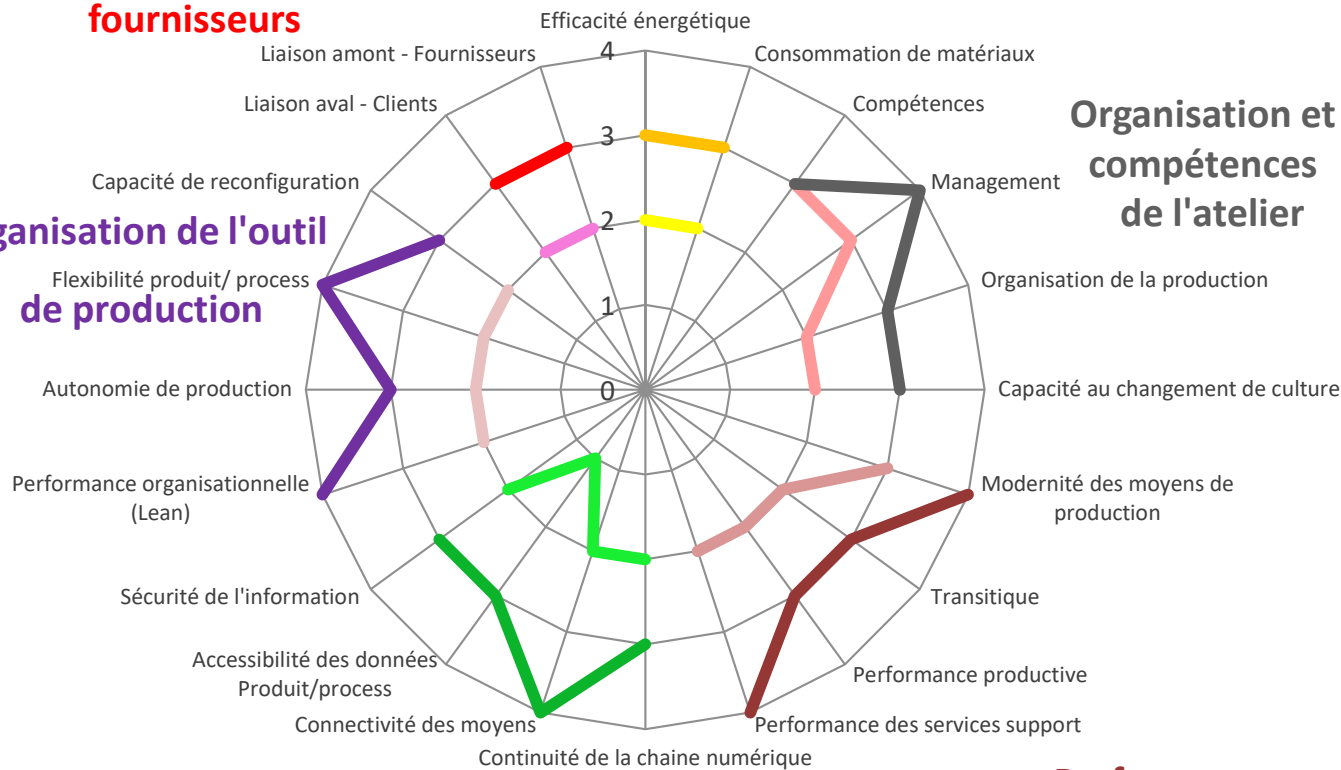 fournisseurs
Efficacité énergétique
Liaison amont - Fournisseurs
4
Consommation de matériaux
Liaison aval - Clients
Compétences
3
Organisation et
compétences
de l'atelier
Capacité de reconfiguration
Management
2
ganisation de l'outil
Flexibilité produit/ process
de production
Organisation de la production
1
Autonomie de production
0
Capacité au changement de culture
Performance organisationnelle
(Lean)
Modernité des moyens de
production
Sécurité de l'information
Transitique
Accessibilité des données
Produit/process
Performance productive
Connectivité des moyens
Performance des services support
Continuité de la chaine numérique